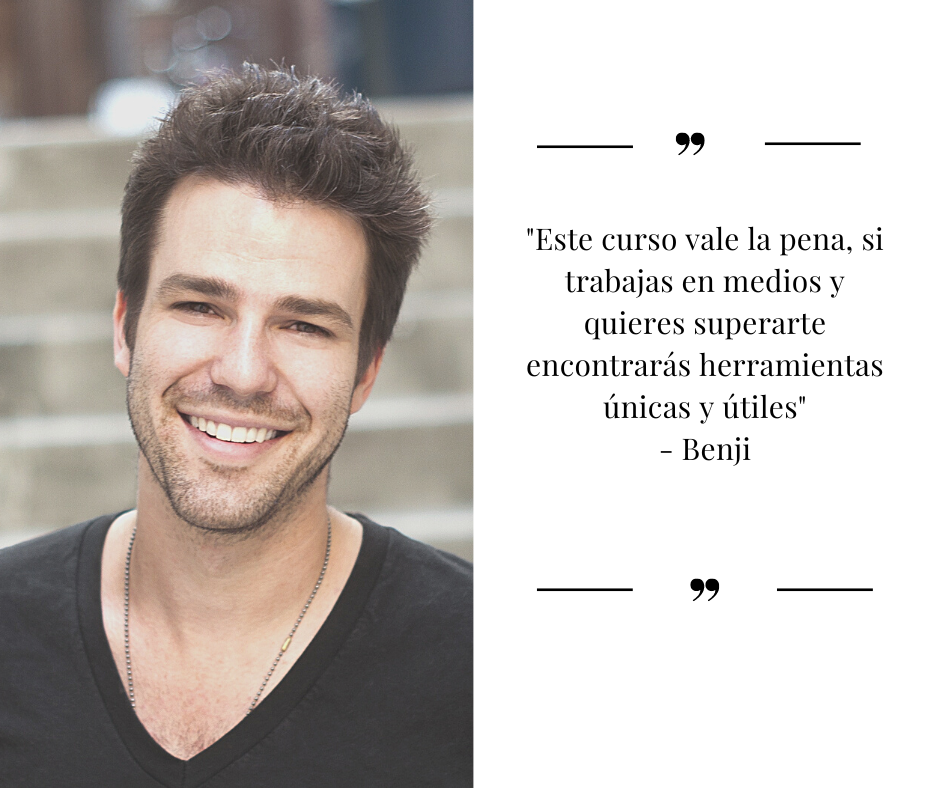 "Este curso vale la pena, si
trabajas en medios y
quieres superarte
encontrarás herramientas
únicas y útiles"
- Benji